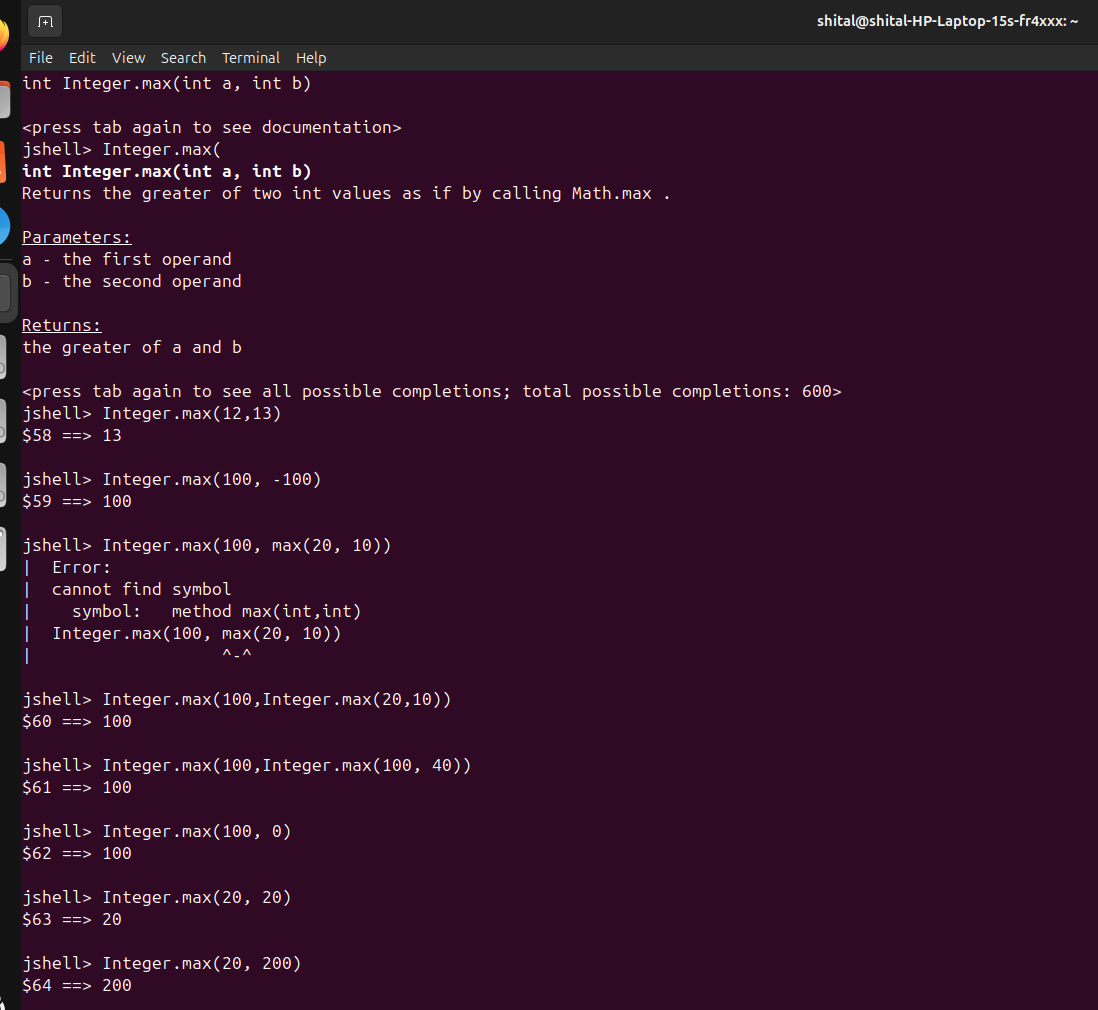 shital@shital-HP-Laptop-15s-fr4xxx: ~
File Edit View Search Terminal Help
int Integer.max(int a, int b)
<press tab again to see documentation>
jshell> Integer.max(
int Integer.max(int a, int b)
Returns the greater of two int values as if by calling Math.max .
Parameters:
a - the first operand
b - the second operand
Returns:
the greater of a and b
<press tab again to see all possible completions; total possible completions: 600>
jshell> Integer.max(12,13)
$58 ==> 13
jshell> Integer.max(100, -100)
$59 ==> 100
jshell> Integer.max(100, max(20, 10))
|  Error:
|  cannot find symbol
|    symbol:   method max(int,int)
|  Integer.max(100, max(20, 10))
|                   ^-^
jshell> Integer.max(100,Integer.max(20,10))
$60 ==> 100
jshell> Integer.max(100,Integer.max(100, 40))
$61 ==> 100
jshell> Integer.max(100, 0)
$62 ==> 100
jshell> Integer.max(20, 20)
$63 ==> 20
jshell> Integer.max(20, 200)
$64 ==> 200